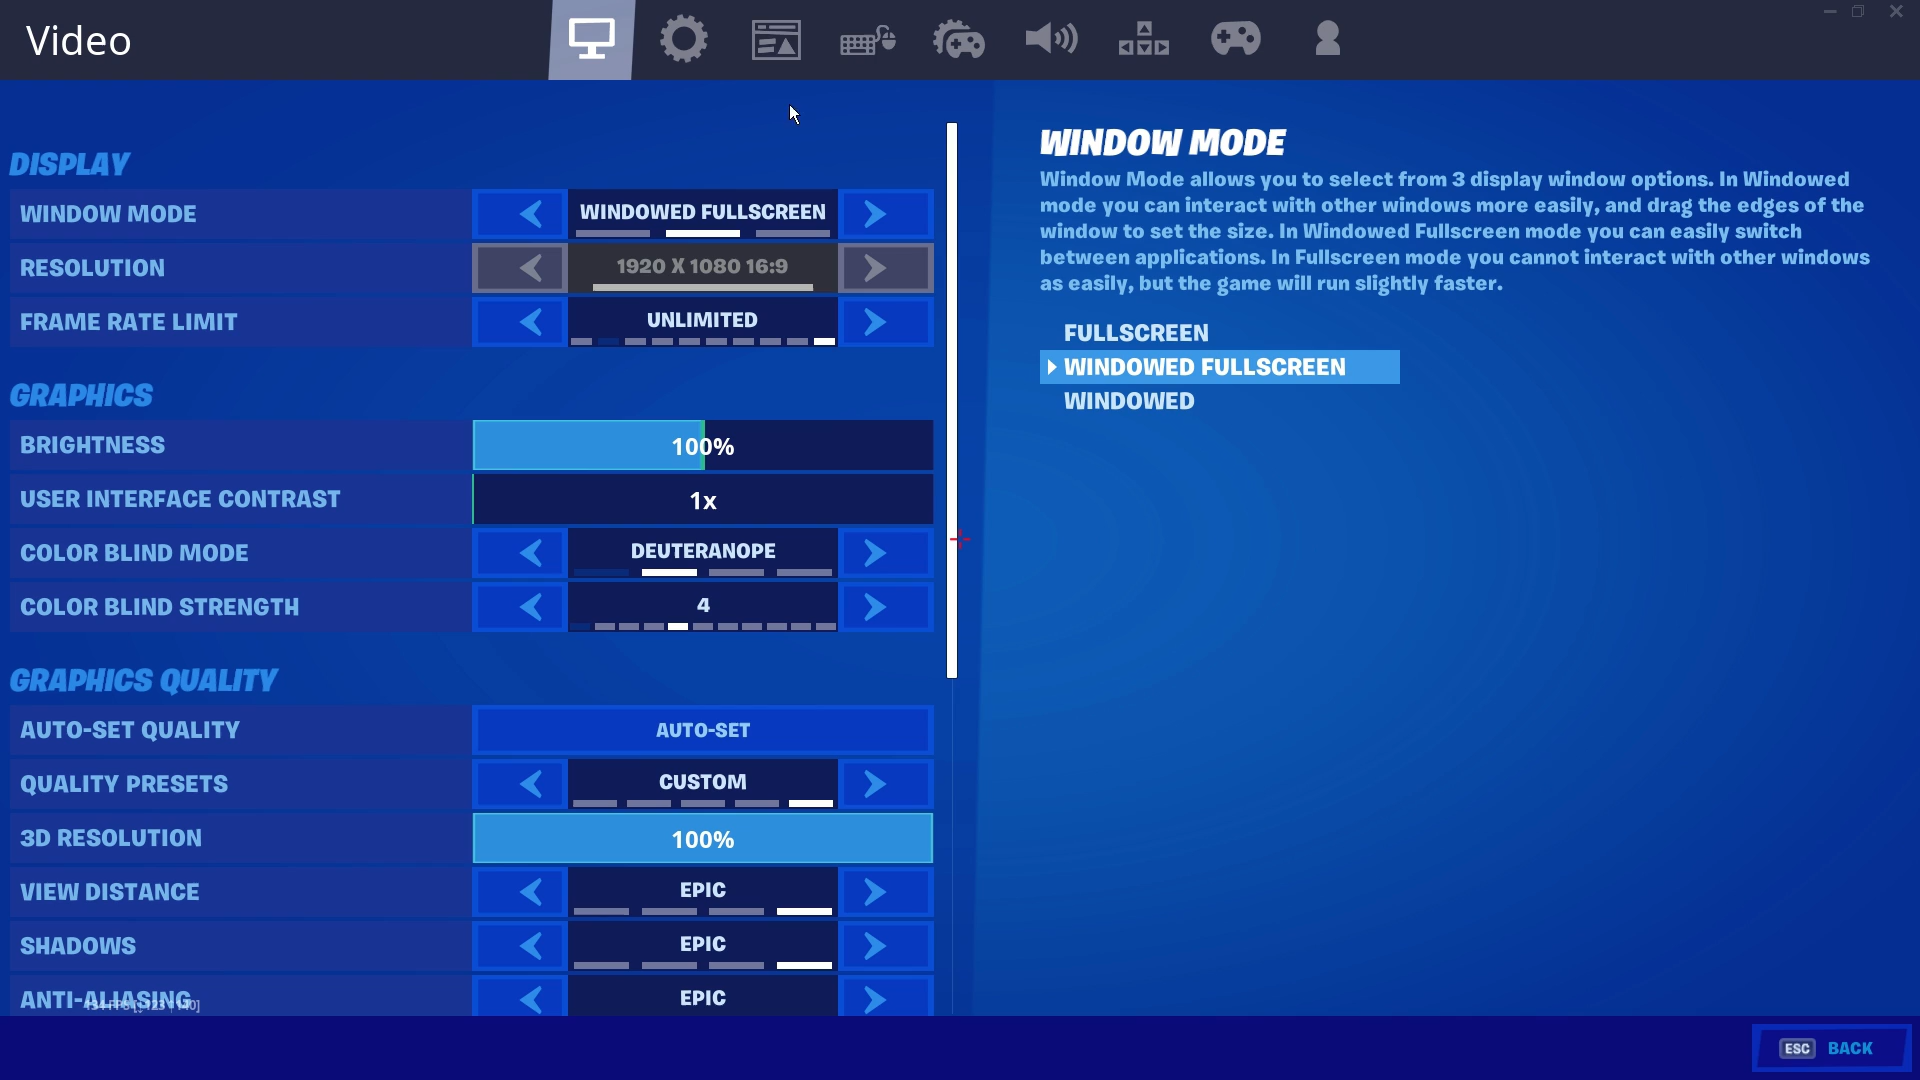 Video
DISPLAY
WINDOW MODE
WINDOWED FULLSCREEN
RESOLUTION
1920 X 1080 16:9
FRAME RATE LIMIT
UNLIMITED
GRAPHICS
BRIGHTNESS
100%
USER INTERFACE CONTRAST
1x
COLOR BLIND MODE
DEUTERANOPE
COLOR BLIND STRENGTH
4
GRAPHICS QUALITY
AUTO-SET QUALITY
AUTO-SET
QUALITY PRESETS
CUSTOM
3D RESOLUTION
100%
VIEW DISTANCE
EPIC
SHADOWS
EPIC
ANTI-ALIASING
EPIC
WINDOW MODE
Window Mode allows you to select from 3 display window options. In Windowed
mode you can interact with other windows more easily, and drag the edges of the
window to set the size. In Windowed Fullscreen mode you can easily switch
between applications. In Fullscreen mode you cannot interact with other windows
as easily, but the game will run slightly faster.
FULLSCREEN
WINDOWED FULLSCREEN
WINDOWED
ESC BACK